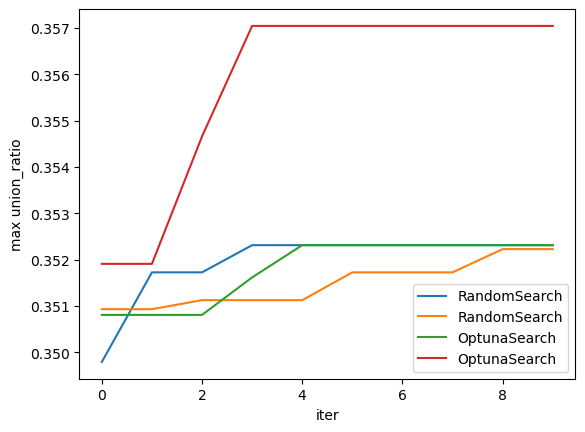 0.357
0.356
0.355
0.354
0.353
0.352
0.351
0.350
max union_ratio
0
2
4
6
8
iter
RandomSearch
RandomSearch
OptunaSearch
OptunaSearch